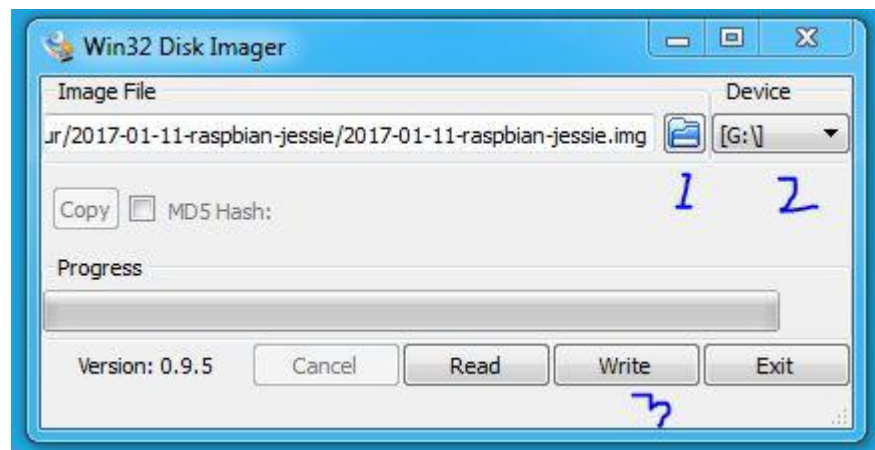 Win32 Disk Imager
Image File Device
ur/2017-01-11-raspbian-jessie/2017-01-11-raspbian-jessie.img [G:\]
1 2
Copy MD5 Hash:
Progress
Version: 0.9.5 Cancel Read Write Exit
3